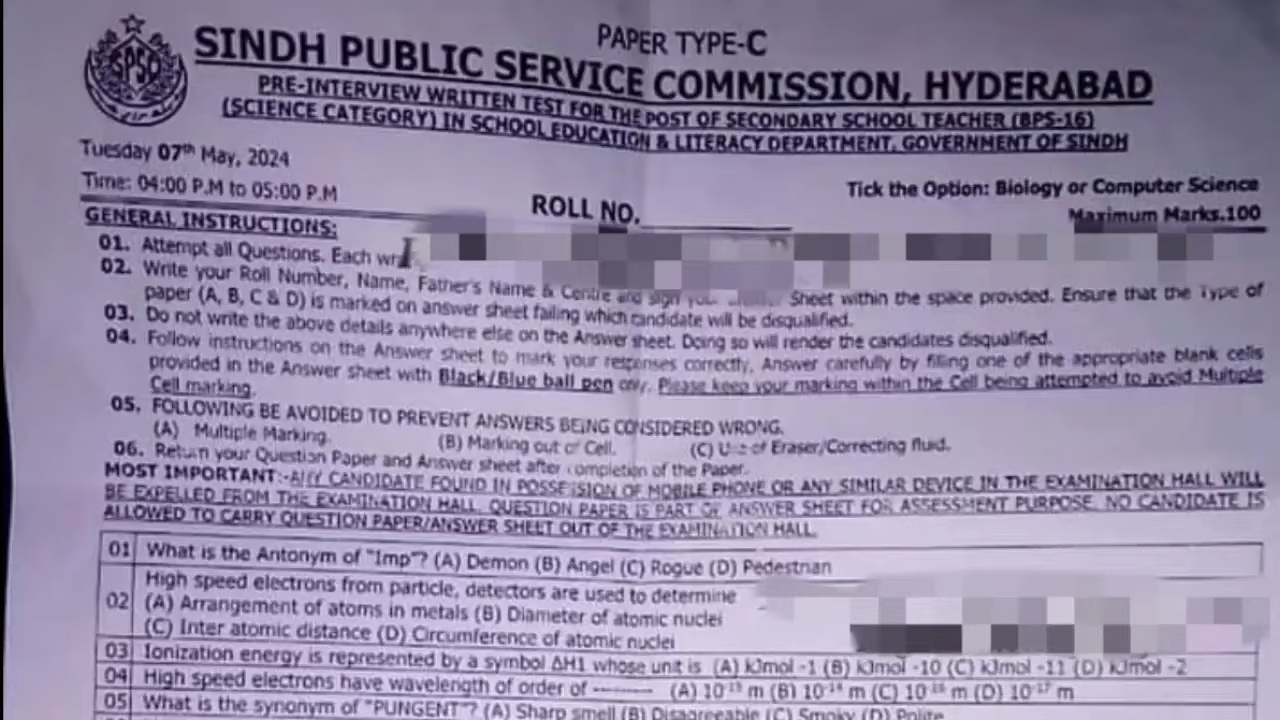 PAPER TYPE-C
SPSC
SINDH PUBLIC SERVICE COMMISSION, HYDERABAD
PRE-INTERVIEW WRITTEN TEST FOR THE POST OF SECONDARY SCHOOL TEACHER (BPS-16)
(SCIENCE CATEGORY) IN SCHOOL EDUCATION & LITERACY DEPARTMENT, GOVERNMENT OF SINDH
Tuesday 07th May, 2024
Time: 04:00 P.M to 05:00 P.M
Tick the Option: Biology or Computer Science
ROLL NO.
Maximum Marks.100
GENERAL INSTRUCTIONS:
01. Attempt all Questions. Each
02. Write your Roll Number, Name, Father's Name & Centre and sign your Sheet within the space provided. Ensure that the Type of
paper (A, B, C & D) is marked on answer sheet failing which candidate will be disqualified.
03. Do not write the above details anywhere else on the Answer sheet. Doing so will render the candidates disqualified.
04. Follow instructions on the Answer sheet to mark your responses correctly. Answer carefully by filling one of the appropriate blank cells
provided in the Answer sheet with Black/Blue ball pen only. Please keep your marking within the Cell being attempted to avoid Multiple
Cell marking.
05. FOLLOWING BE AVOIDED TO PREVENT ANSWERS BEING CONSIDERED WRONG.
(A) Multiple Marking. (B) Marking out of Cell. (C) Use of Eraser/Correcting fluid.
06. Return your Question Paper and Answer sheet after completion of the Paper.
MOST IMPORTANT:-ANY CANDIDATE FOUND IN POSSESSION OF MOBILE PHONE OR ANY SIMILAR DEVICE IN THE EXAMINATION HALL WILL
BE EXPELLED FROM THE EXAMINATION HALL. QUESTION PAPER IS PART OF ANSWER SHEET FOR ASSESSMENT PURPOSE. NO CANDIDATE IS
ALLOWED TO CARRY QUESTION PAPER/ANSWER SHEET OUT OF THE EXAMINATION HALL.
01 What is the Antonym of "Imp"? (A) Demon (B) Angel (C) Rogue (D) Pedestrian
High speed electrons from particle, detectors are used to determine
02 (A) Arrangement of atoms in metals (B) Diameter of atomic nuclei
(C) Inter atomic distance (D) Circumference of atomic nuclei
03 Ionization energy is represented by a symbol ΔH1 whose unit is (A) kJmol -1 (B) kJmol -10 (C) kJmol -11 (D) kJmol -2
04 High speed electrons have wavelength of order of --------- (A) 10-15 m (B) 10-14 m (C) 10-16 m (D) 10-17 m
05 What is the synonym of "PUNGENT"? (A) Sharp smell (B) Disagreeable (C) Smoky (D) Polite